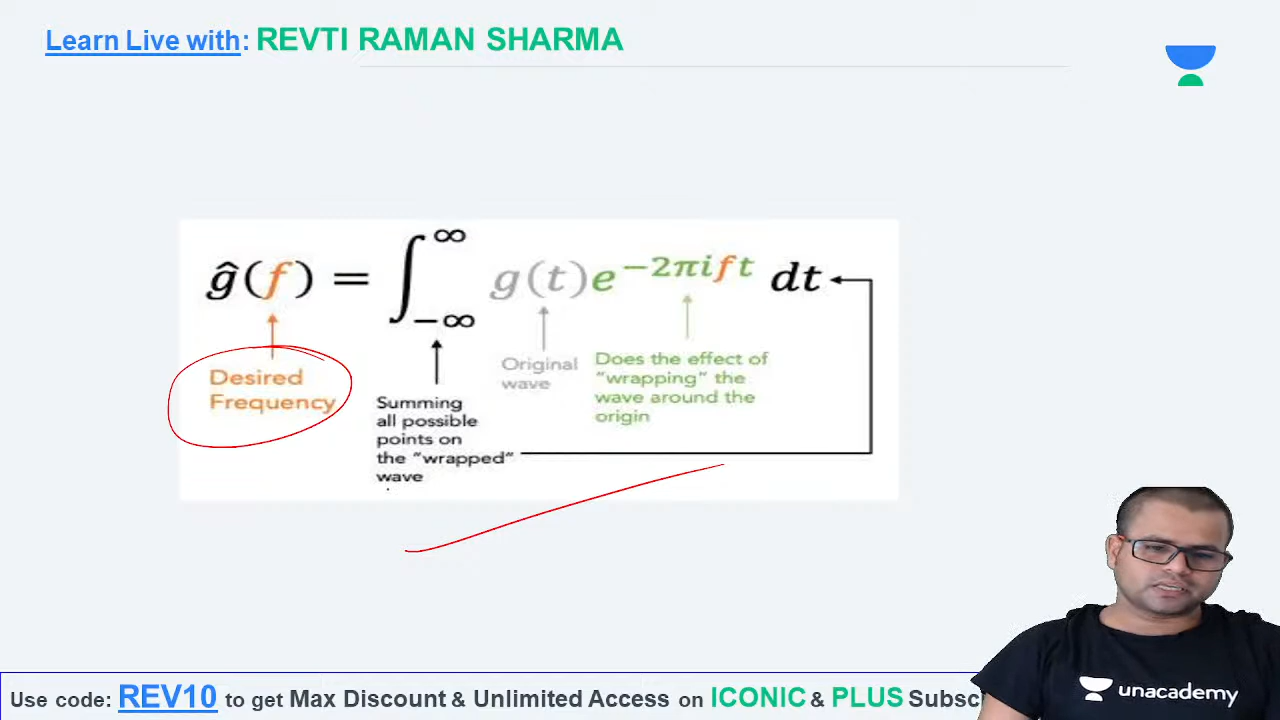 Learn Live with: REVTI RAMAN SHARMA
ĝ(f) = ∫_{-∞}^{∞} g(t)e^{-2πift} dt
Desired
Frequency
Summing
all possible
points on
the "wrapped"
wave
Original
wave
Does the effect of
"wrapping" the
wave around the
origin
unacademy
Use code: REV10 to get Max Discount & Unlimited Access on ICONIC & PLUS